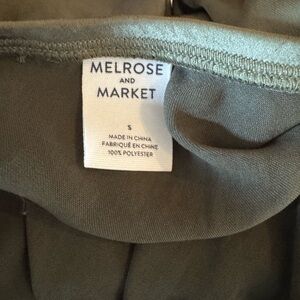 MELROSE
AND
MARKET
S
MADE IN CHINA
FABRIQUÉ EN CHINE
100% POLYESTER